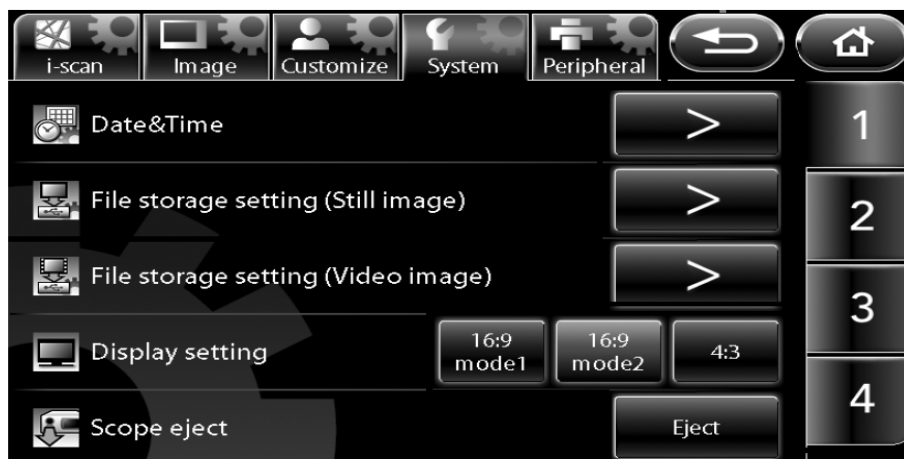 i-scan Image Customize System Peripheral
Date&Time > 1
File storage setting (Still image) > 2
File storage setting (Video image) > 3
Display setting 16:9 mode1 16:9 mode2 4:3
4
Scope eject Eject